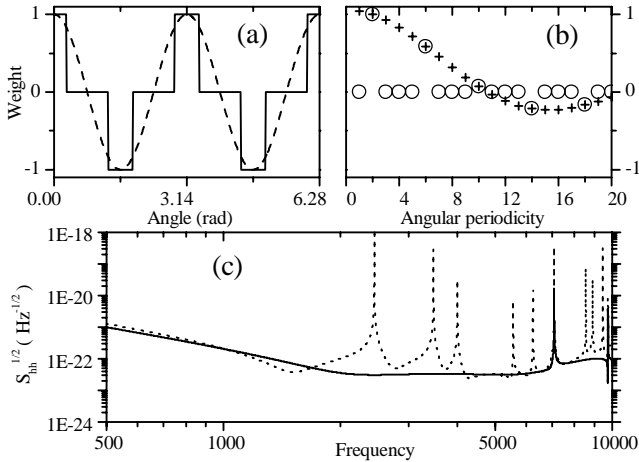 (a)
(b)
Weight
1
0
-1
0.00
3.14
6.28
Angle (rad)
1
0
-1
0
4
8
12
16
20
Angular periodicity
(c)
S_hh^1/2 ( Hz^-1/2 )
1E-18
1E-20
1E-22
1E-24
500
1000
5000
10000
Frequency